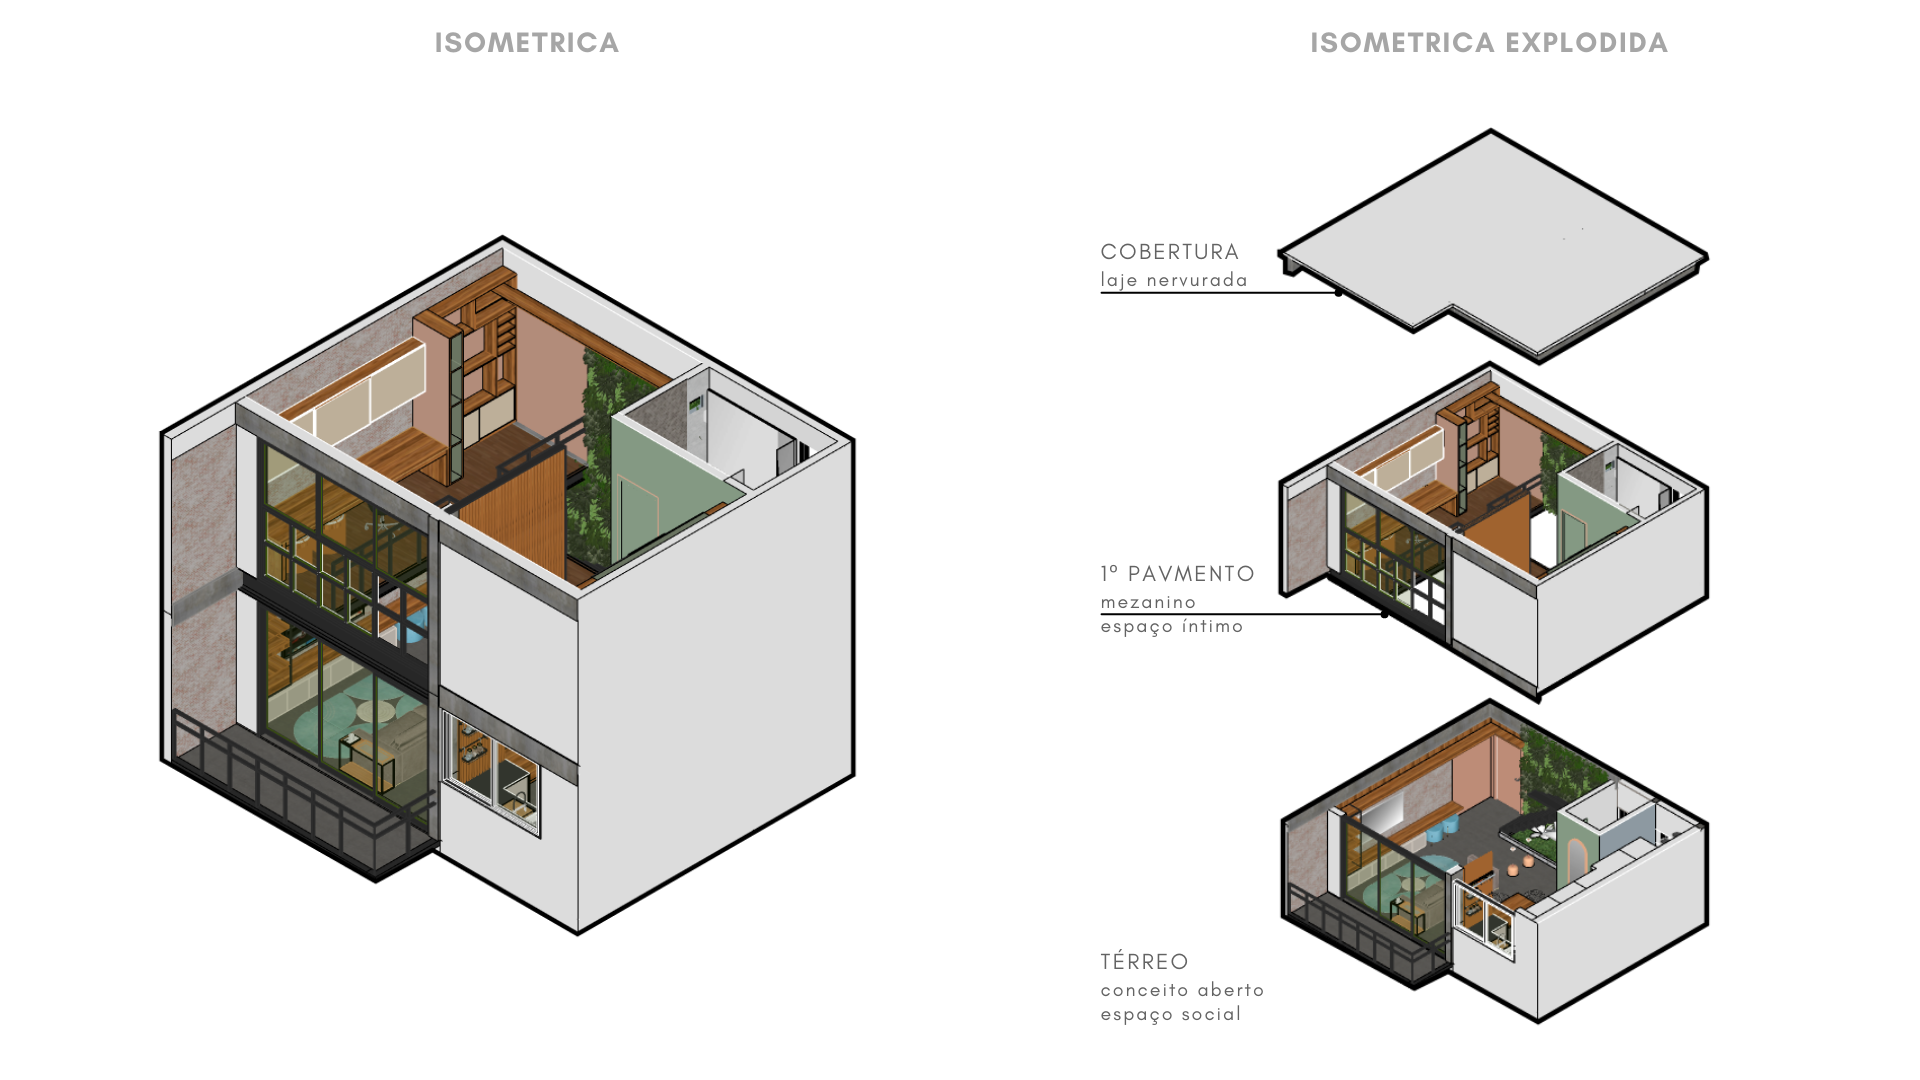 ISOMETRICA
ISOMETRICA EXPLODIDA
COBERTURA
laje nervurada
1º PAVMENTO
mezanino
espaço íntimo
TÉRREO
conceito aberto
espaço social